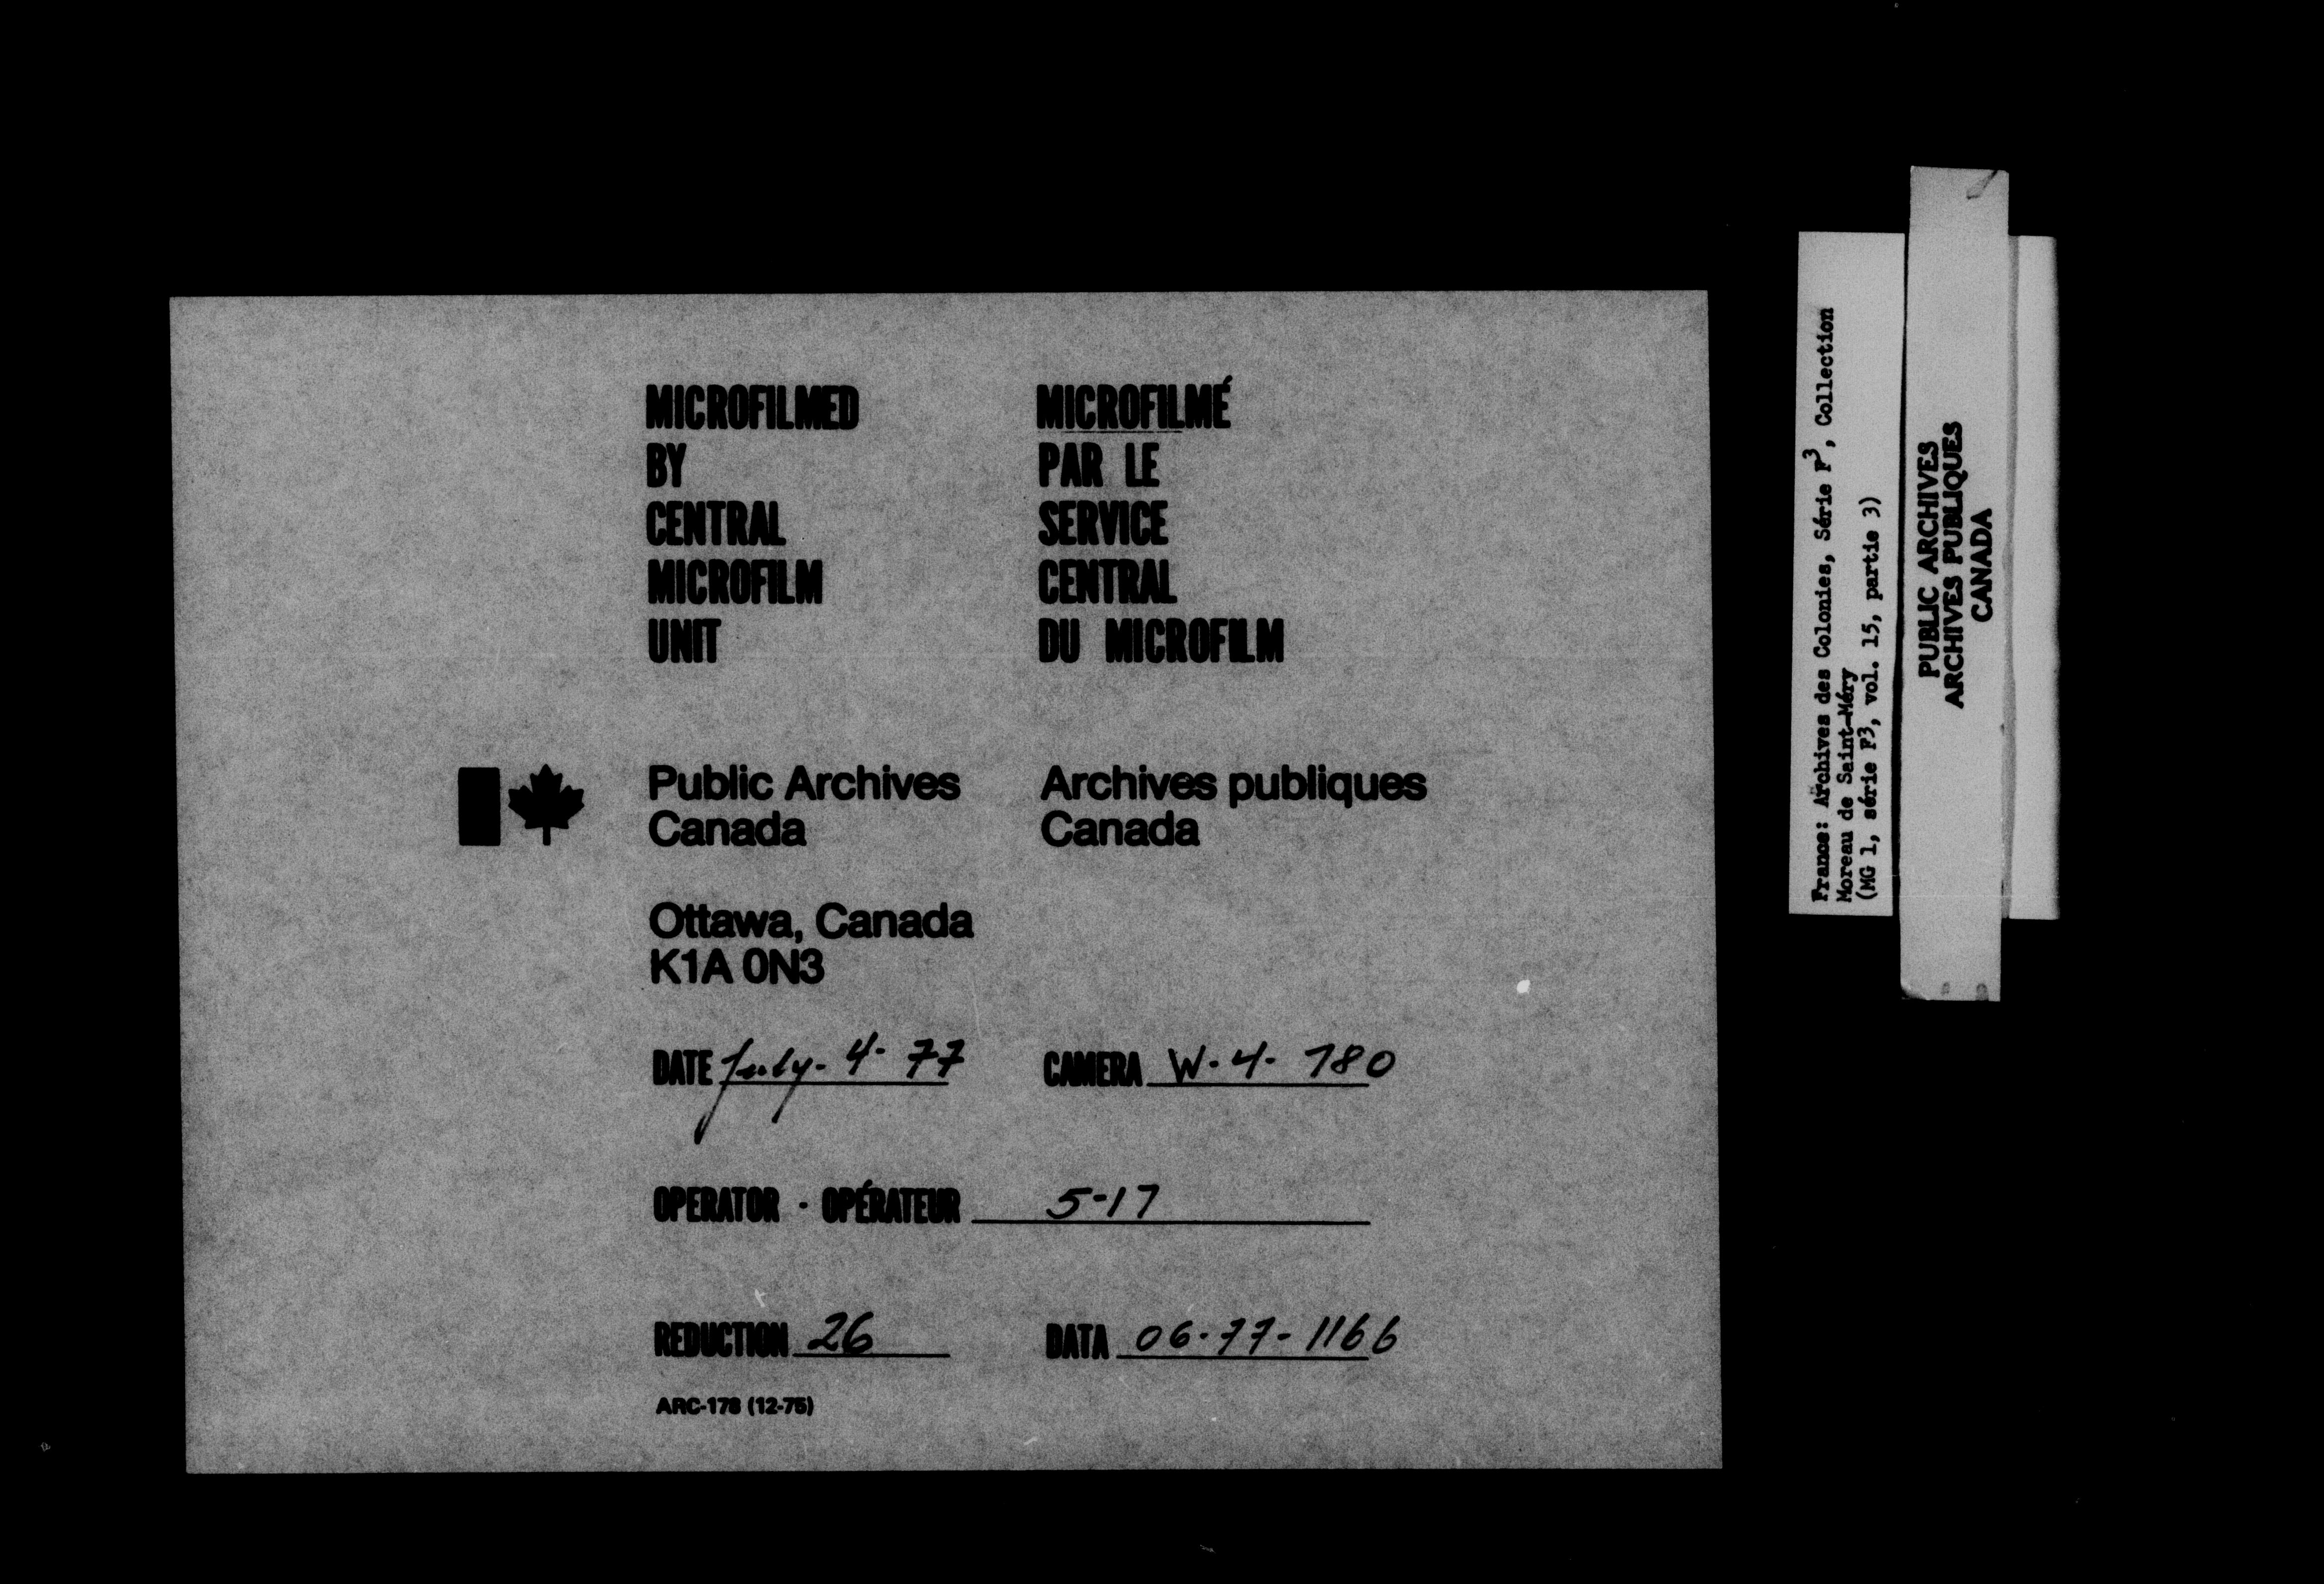 MICROFILMED
BY
CENTRAL
MICROFILM
UNIT
MICROFILMÉ
PAR LE
SERVICE
CENTRAL
DU MICROFILM
Public Archives
Canada
Archives publiques
Canada
Ottawa, Canada
K1A 0N3
DATE July - 4 - 77
CAMERA W-4- 780
OPERATOR - OPÉRATEUR 5-17
REDUCTION 26
DATA 06-77-1166
ARC-178 (12-75)
France: Archives des Colonies, Série F3, Collection
Moreau de Saint-Méry
(MG 1, série F3, vol. 15, partie 3)
PUBLIC ARCHIVES
ARCHIVES PUBLIQUES
CANADA